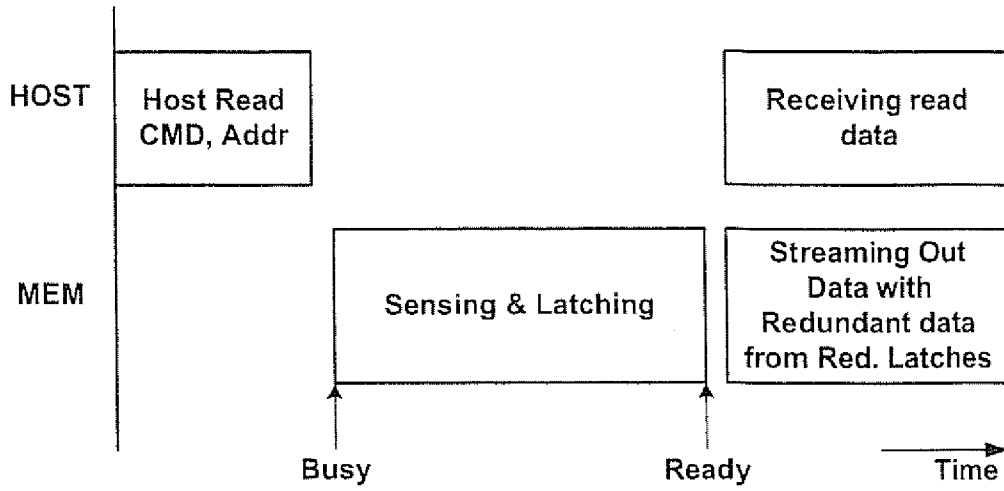 HOST
Host Read
CMD, Addr
Receiving read
data
MEM
Sensing & Latching
Streaming Out
Data with
Redundant data
from Red. Latches
Busy
Ready
Time